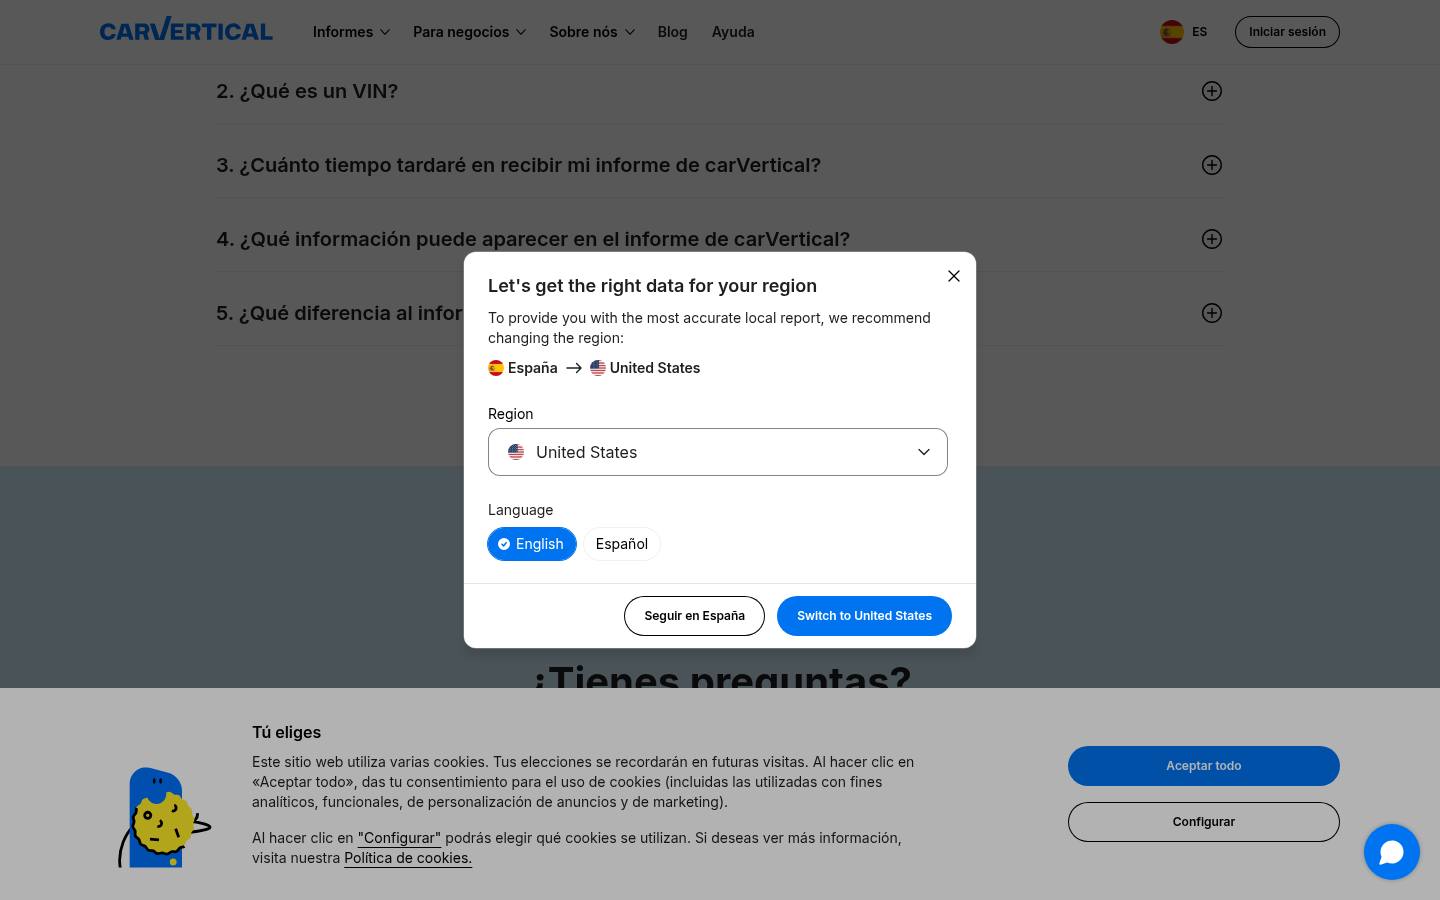 CARVERTICAL
Informes
Para negocios
Sobre nós
Blog
Ayuda
ES
Iniciar sesión
2. ¿Qué es un VIN?
3. ¿Cuánto tiempo tardaré en recibir mi informe de carVertical?
4. ¿Qué información puede aparecer en el informe de carVertical?
5. ¿Qué diferencia al infor
Let's get the right data for your region
To provide you with the most accurate local report, we recommend
changing the region:
España → United States
Region
United States
Language
English
Español
Seguir en España
Switch to United States
¿Tienes preguntas?
Tú eliges
Este sitio web utiliza varias cookies. Tus elecciones se recordarán en futuras visitas. Al hacer clic en
«Aceptar todo», das tu consentimiento para el uso de cookies (incluidas las utilizadas con fines
analíticos, funcionales, de personalización de anuncios y de marketing).
Al hacer clic en "Configurar" podrás elegir qué cookies se utilizan. Si deseas ver más información,
visita nuestra Política de cookies.
Aceptar todo
Configurar